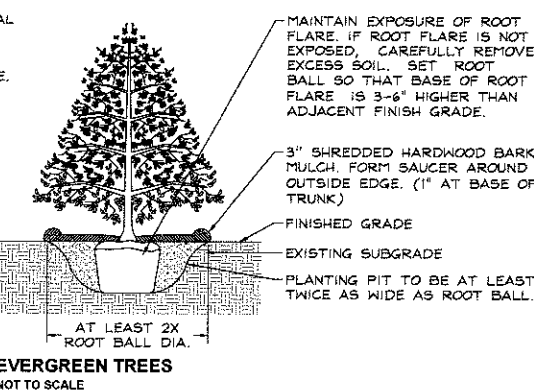 AL
E.
MAINTAIN EXPOSURE OF ROOT
FLARE. IF ROOT FLARE IS NOT
EXPOSED, CAREFULLY REMOVE
EXCESS SOIL. SET ROOT
BALL SO THAT BASE OF ROOT
FLARE IS 3-6" HIGHER THAN
ADJACENT FINISH GRADE.
3" SHREDDED HARDWOOD BARK
MULCH. FORM SAUCER AROUND
OUTSIDE EDGE. (1" AT BASE OF
TRUNK)
FINISHED GRADE
EXISTING SUBGRADE
PLANTING PIT TO BE AT LEAST
TWICE AS WIDE AS ROOT BALL.
AT LEAST 2X
ROOT BALL DIA.
EVERGREEN TREES
NOT TO SCALE